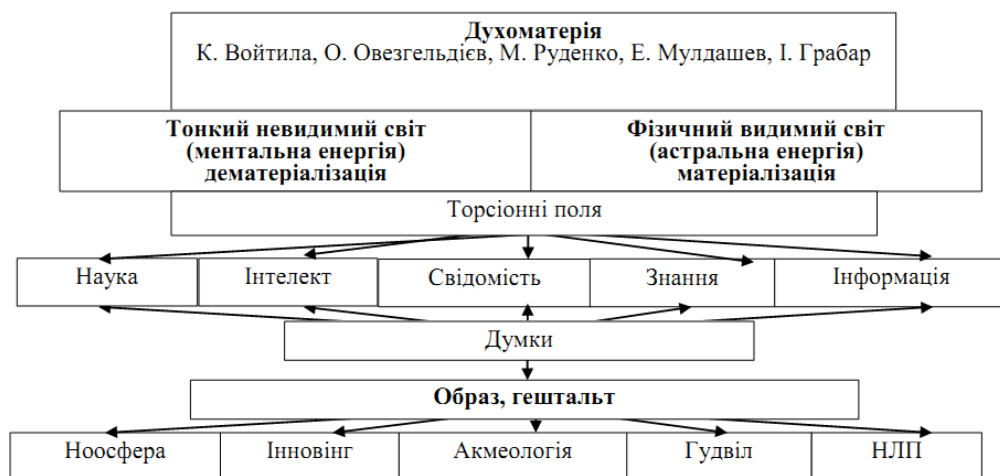 Духоматерія
К. Войтила, О. Овезгельдієв, М. Руденко, Е. Мулдашев, І. Грабар
Тонкий невидимий світ
(ментальна енергія)
дематеріалізація
Фізичний видимий світ
(астральна енергія)
матеріалізація
Торсіонні поля
Наука
Інтелект
Свідомість
Знання
Інформація
Думки
Образ, гештальт
Ноосфера
Інновінг
Акмеологія
Гудвіл
НЛП